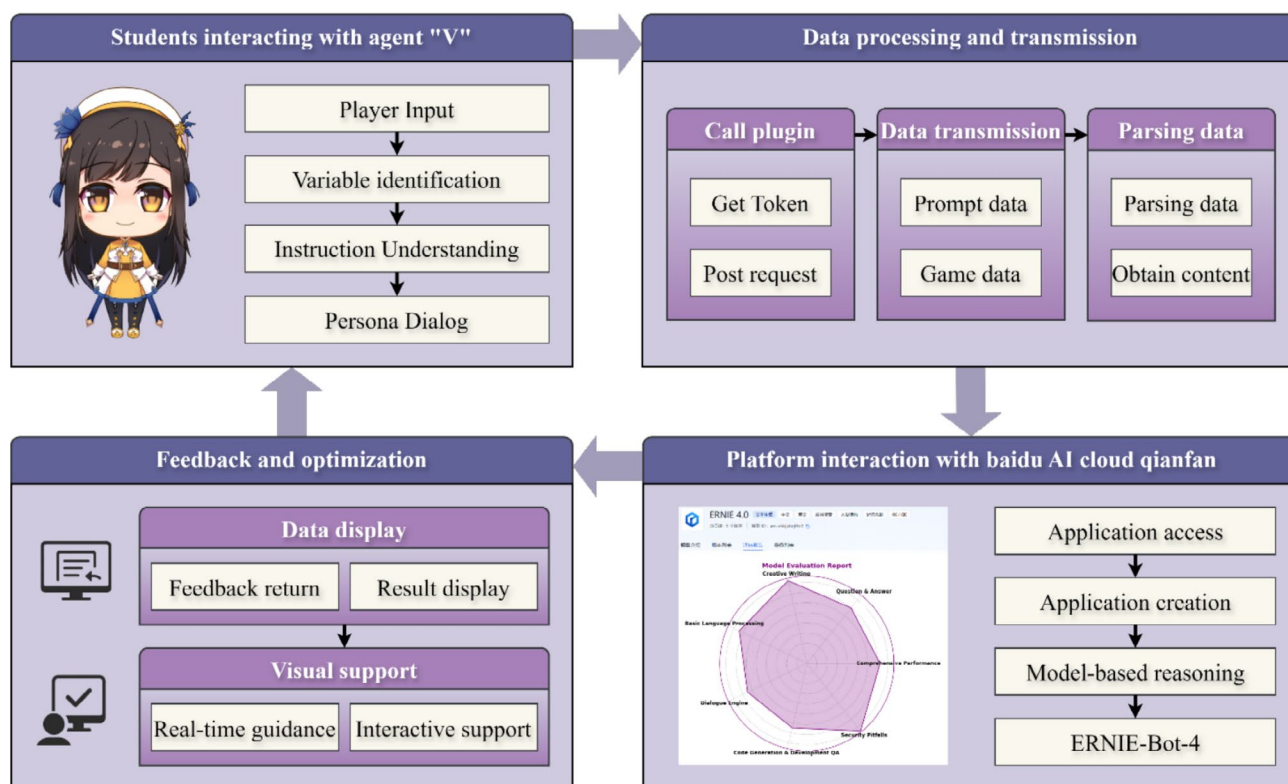 Students interacting with agent "V"
Player Input
Variable identification
Instruction Understanding
Persona Dialog
Data processing and transmission
Call plugin
Get Token
Post request
Data transmission
Prompt data
Game data
Parsing data
Parsing data
Obtain content
Feedback and optimization
Data display
Feedback return
Result display
Visual support
Real-time guidance
Interactive support
Platform interaction with baidu AI cloud qianfan
ERNIE 4.0
Model Evaluation Report
Creative Writing
Question & Answer
Basic Language Processing
Comprehensive Performance
Dialogue Engine
Security Pitfalls
Code Generation & Development QA
Application access
Application creation
Model-based reasoning
ERNIE-Bot-4